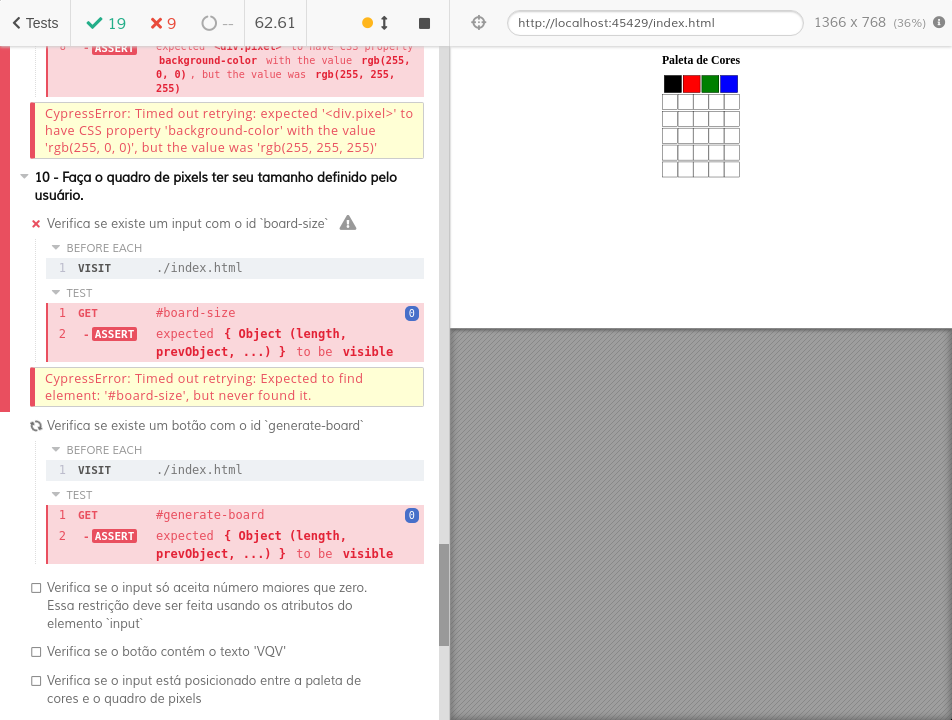 Tests 19 9 -- 62.61
http://localhost:45429/index.html 1366 x 768 (36%)
expected <div.pixel> to have CSS property
background-color with the value rgb(255,
0, 0), but the value was rgb(255, 255,
255)
CypressError: Timed out retrying: expected '<div.pixel>' to
have CSS property 'background-color' with the value
'rgb(255, 0, 0)', but the value was 'rgb(255, 255, 255)'
10 - Faça o quadro de pixels ter seu tamanho definido pelo
usuário.
Verifica se existe um input com o id `board-size`
BEFORE EACH
1 VISIT ./index.html
TEST
1 GET #board-size 0
2 -ASSERT expected { Object (length,
prevObject, ...) } to be visible
CypressError: Timed out retrying: Expected to find
element: '#board-size', but never found it.
Verifica se existe um botão com o id `generate-board`
BEFORE EACH
1 VISIT ./index.html
TEST
1 GET #generate-board 0
2 -ASSERT expected { Object (length,
prevObject, ...) } to be visible
Verifica se o input só aceita número maiores que zero.
Essa restrição deve ser feita usando os atributos do
elemento `input`
Verifica se o botão contém o texto 'VQV'
Verifica se o input está posicionado entre a paleta de
cores e o quadro de pixels
Paleta de Cores